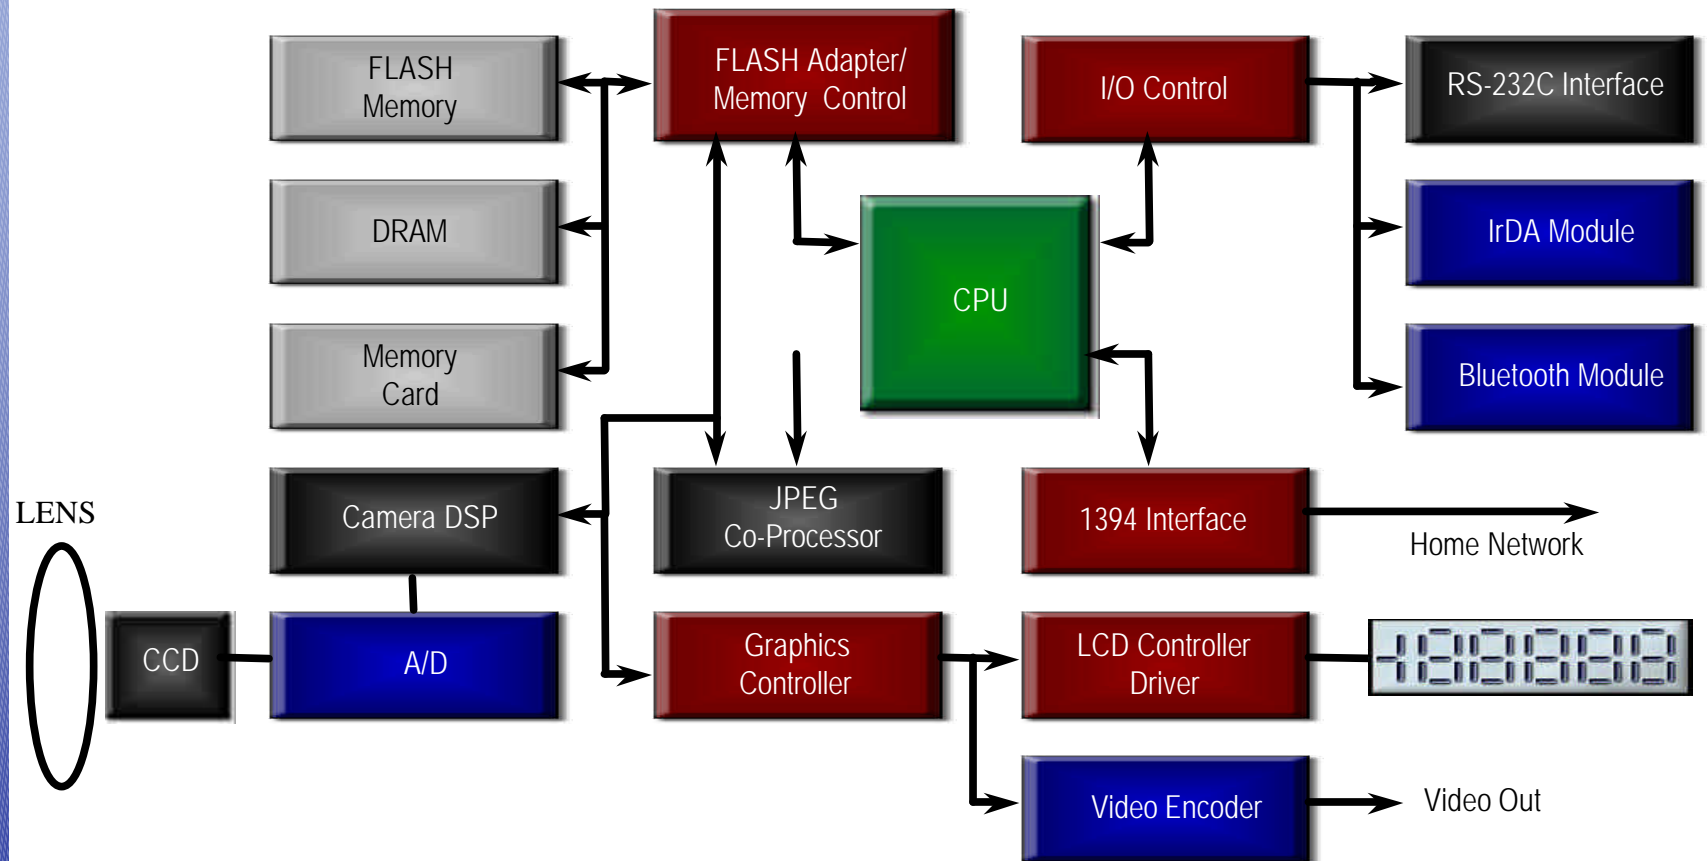 FLASH
Memory
FLASH Adapter/
Memory Control
I/O Control
RS-232C Interface
DRAM
IrDA Module
CPU
Memory
Card
Bluetooth Module
LENS
Camera DSP
JPEG
Co-Processor
1394 Interface
Home Network
CCD
A/D
Graphics
Controller
LCD Controller
Driver
-188888
Video Encoder
Video Out